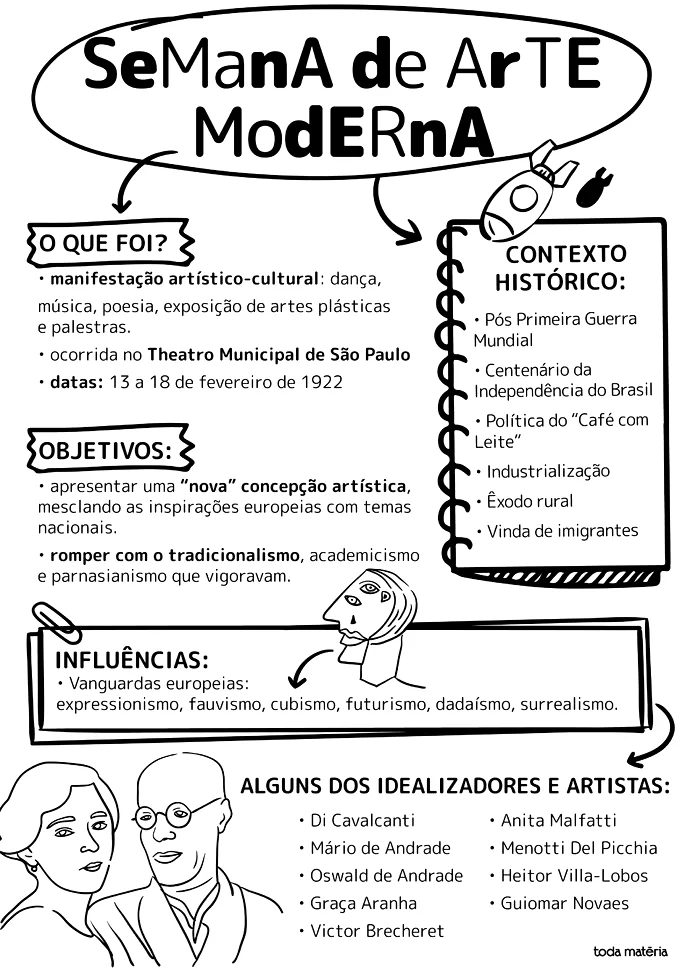 SeManA de ArTE
ModERnA
O QUE FOI?
• manifestação artístico-cultural: dança,
música, poesia, exposição de artes plásticas
e palestras.
• ocorrida no Theatro Municipal de São Paulo
• datas: 13 a 18 de fevereiro de 1922
CONTEXTO
HISTÓRICO:
• Pós Primeira Guerra
Mundial
• Centenário da
Independência do Brasil
• Política do “Café com
Leite”
• Industrialização
• Êxodo rural
• Vinda de imigrantes
OBJETIVOS:
• apresentar uma “nova” concepção artística,
mesclando as inspirações europeias com temas
nacionais.
• romper com o tradicionalismo, academicismo
e parnasianismo que vigoravam.
INFLUÊNCIAS:
• Vanguardas europeias:
expressionismo, fauvismo, cubismo, futurismo, dadaísmo, surrealismo.
ALGUNS DOS IDEALIZADORES E ARTISTAS:
• Di Cavalcanti
• Mário de Andrade
• Oswald de Andrade
• Graça Aranha
• Victor Brecheret
• Anita Malfatti
• Menotti Del Picchia
• Heitor Villa-Lobos
• Guiomar Novaes
toda matéria